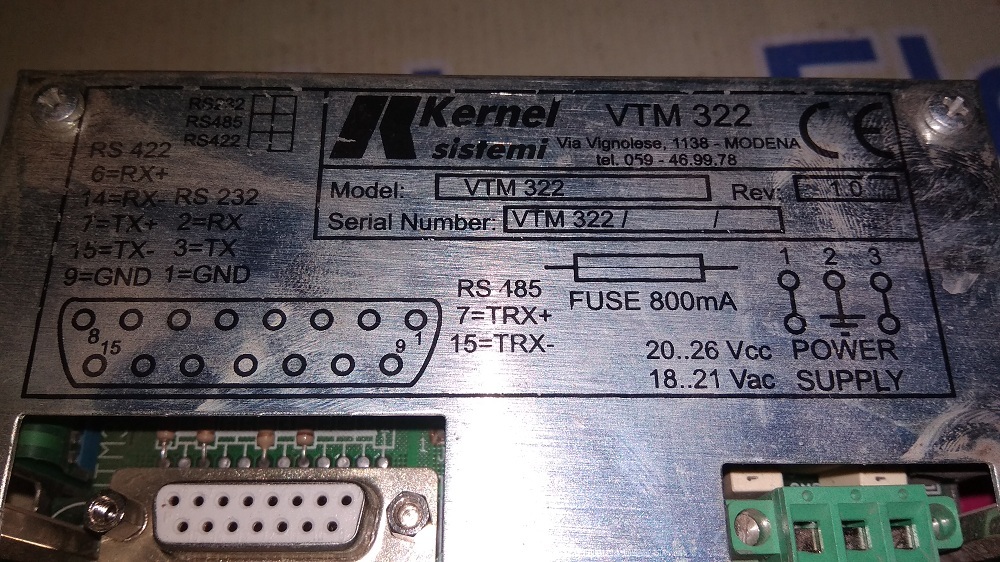 RS232
RS485
RS422
Kernel
sistemi
VTM 322
Via Vignolese, 1138 - MODENA
tel. 059 - 46.99.78
CE
Model: VTM 322 Rev: 1.0
Serial Number: VTM 322 / /
RS 422
6=RX+
14=RX- RS 232
7=TX+ 2=RX
15=TX- 3=TX
9=GND 1=GND
8 1
15 9
RS 485
7=TRX+
15=TRX-
FUSE 800mA
1 2 3
20..26 Vcc POWER
18..21 Vac SUPPLY
1 1